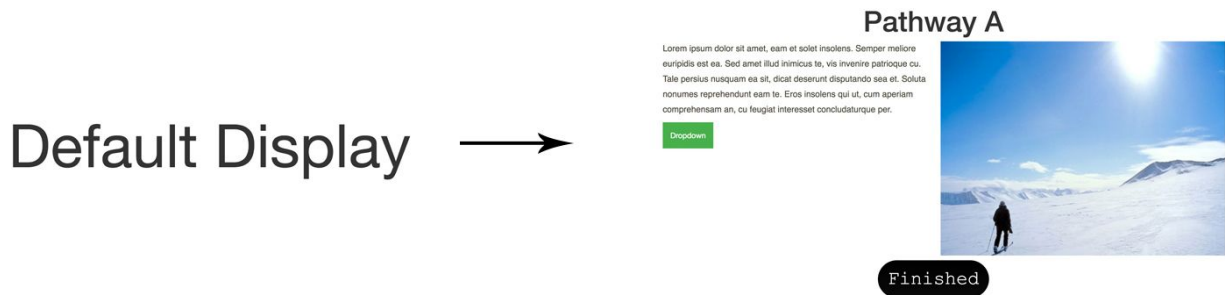 Default Display
Pathway A
Lorem ipsum dolor sit amet, eam et solet insolens. Semper meliore
euripidis est ea. Sed amet illud inimicus te, vis invenire patrioque cu.
Tale persius nusquam ea sit, dicat deserunt disputando sea et. Soluta
nonumes reprehendunt eam te. Eros insolens qui ut, cum aperiam
comprehensam an, cu feugiat interesset concludaturque per.
Dropdown
Finished